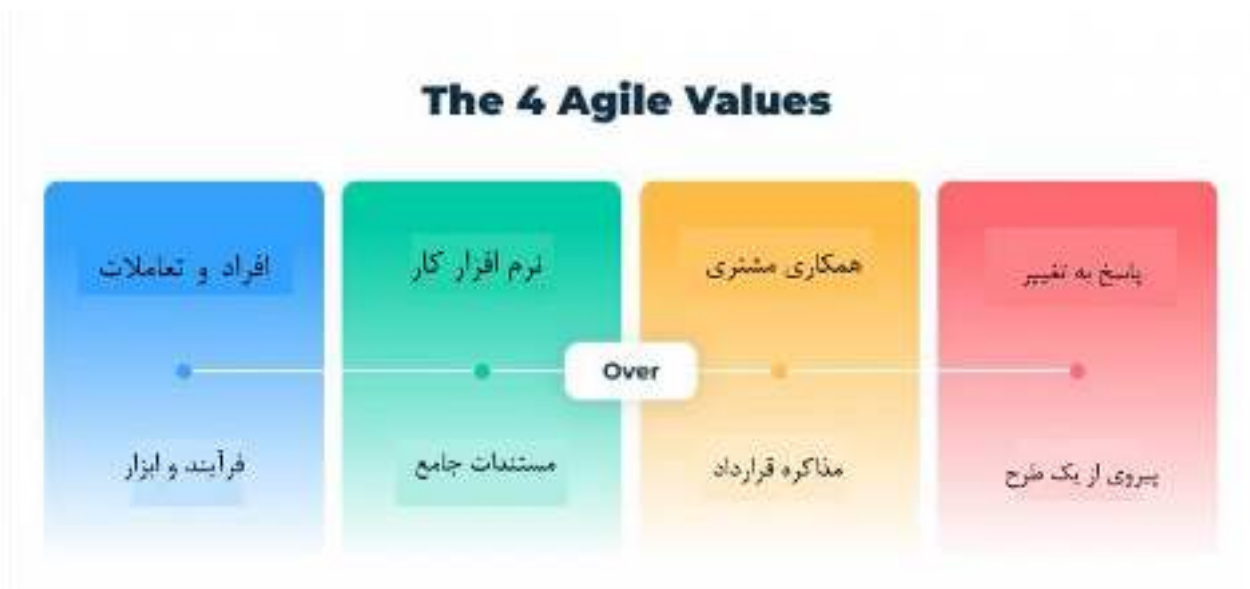 The 4 Agile Values
افراد و تعاملات
نرم افزار کار
همکاری مشتری
پاسخ به تغییر
Over
فرآیند و ابزار
مستندات جامع
مذاکره قرارداد
پیروی از یک طرح